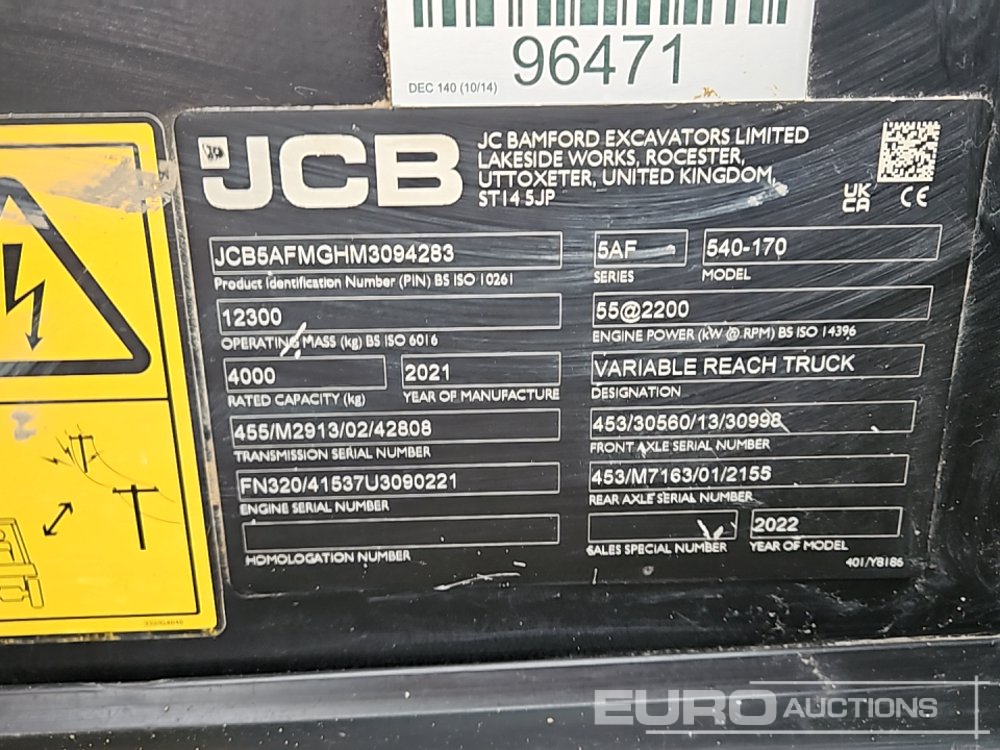 96471
DEC 140 (10/14)
JCB
JC BAMFORD EXCAVATORS LIMITED
LAKESIDE WORKS, ROCESTER,
UTTOXETER, UNITED KINGDOM,
ST14 5JP
UK
CA
CE
JCB5AFMGHM3094283
Product Identification Number (PIN) BS ISO 10261
5AF
SERIES
540-170
MODEL
12300
OPERATING MASS (kg) BS ISO 6016
55@2200
ENGINE POWER (kW @ RPM) BS ISO 14396
4000
RATED CAPACITY (kg)
2021
YEAR OF MANUFACTURE
VARIABLE REACH TRUCK
DESIGNATION
455/M2913/02/42808
TRANSMISSION SERIAL NUMBER
453/30560/13/30998
FRONT AXLE SERIAL NUMBER
FN320/41537U3090221
ENGINE SERIAL NUMBER
453/M7163/01/2155
REAR AXLE SERIAL NUMBER
HOMOLOGATION NUMBER
SALES SPECIAL NUMBER
2022
YEAR OF MODEL
401/Y8186
EURO AUCTIONS